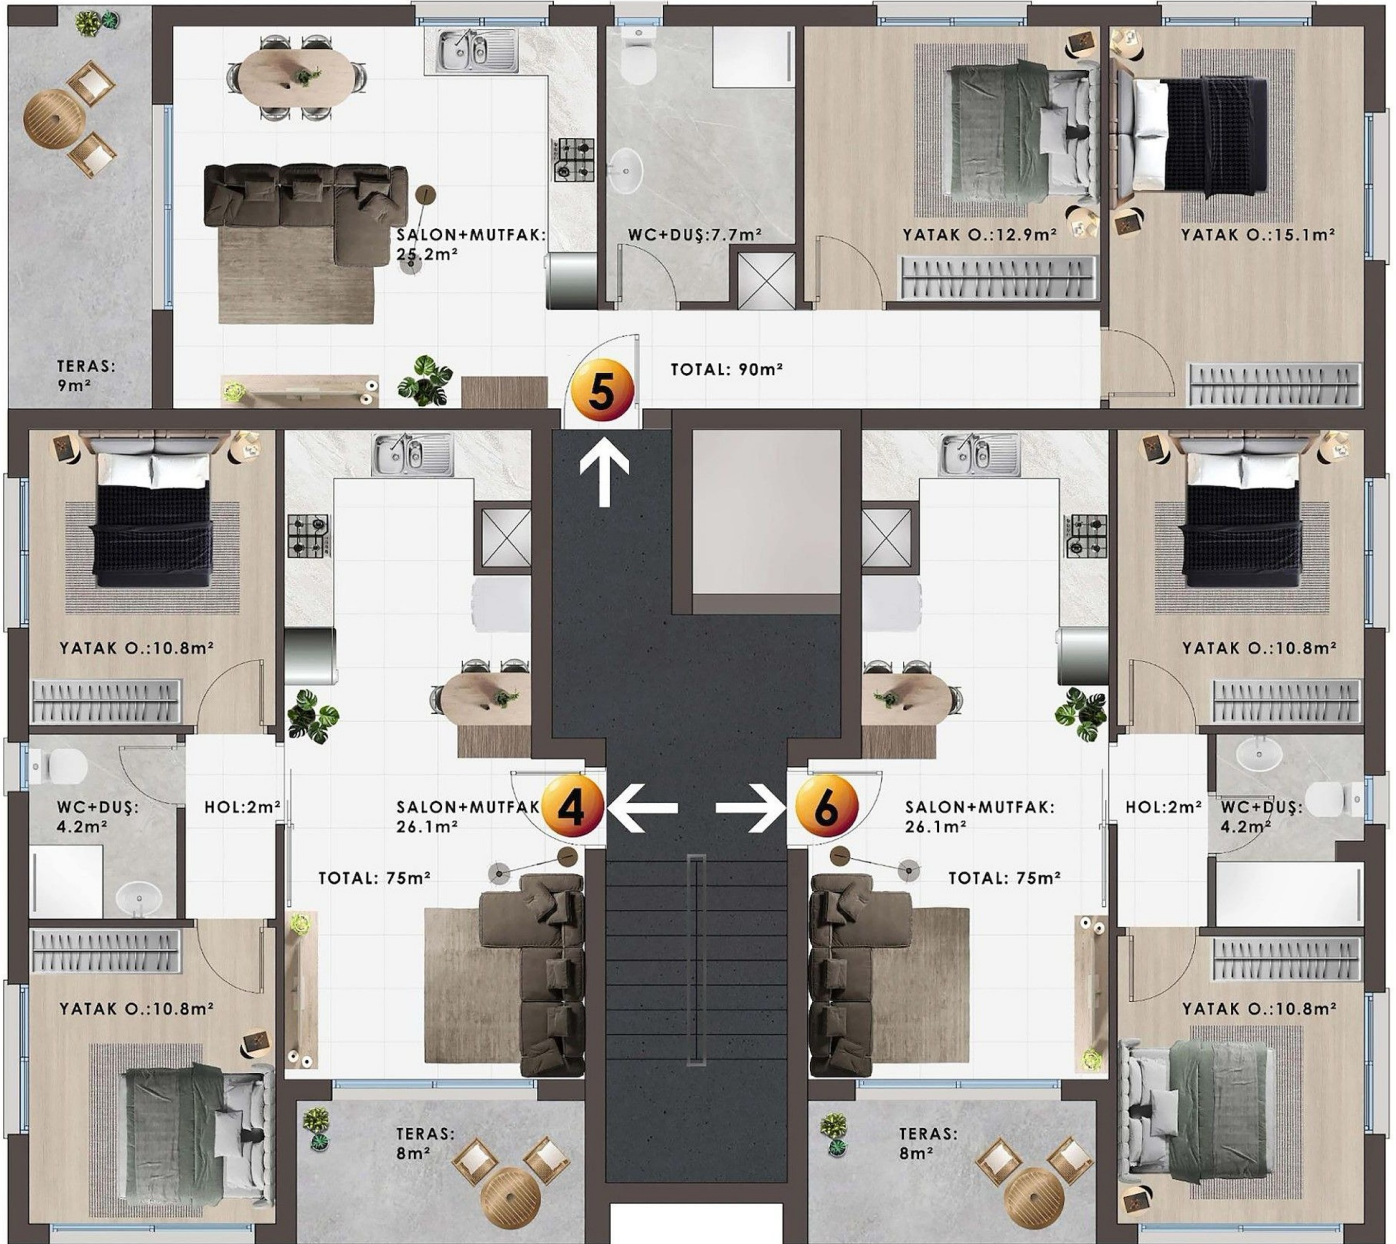 SALON+MUTFAK:
25.2m²
WC+DUŞ:7.7m²
YATAK O.:12.9m²
YATAK O.:15.1m²
TERAS:
9m²
5
TOTAL: 90m²
YATAK O.:10.8m²
YATAK O.:10.8m²
WC+DUŞ:
4.2m²
HOL:2m²
SALON+MUTFAK
26.1m²
4
6
SALON+MUTFAK:
26.1m²
HOL:2m²
WC+DUŞ:
4.2m²
TOTAL: 75m²
TOTAL: 75m²
YATAK O.:10.8m²
YATAK O.:10.8m²
TERAS:
8m²
TERAS:
8m²